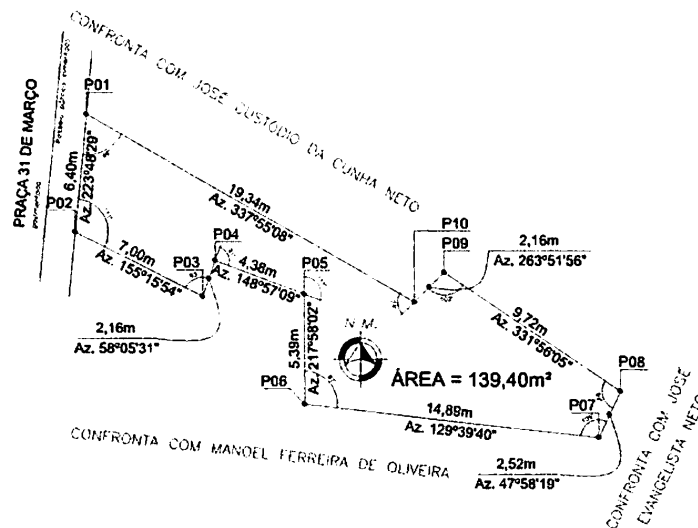 CONFRONTA COM JOSÉ CUSTÓDIO DA CUNHA NETO
PRAÇA 31 DE MARÇO
P01
6,40m
Az. 223°48'29"
P02
7,00m
Az. 155°15'54"
P03
P04
2,16m
Az. 58°05'31"
4,38m
Az. 148°57'09"
P05
5,39m
Az. 217°58'02"
P06
19,34m
Az. 337°55'08"
P10
P09
2,16m
Az. 263°51'56"
9,72m
Az. 331°56'05"
P08
N. M.
ÁREA = 139,40m²
14,89m
Az. 129°39'40"
P07
2,52m
Az. 47°58'19"
CONFRONTA COM MANOEL FERREIRA DE OLIVEIRA
CONFRONTA COM JOSÉ
EVANGELISTA NETO